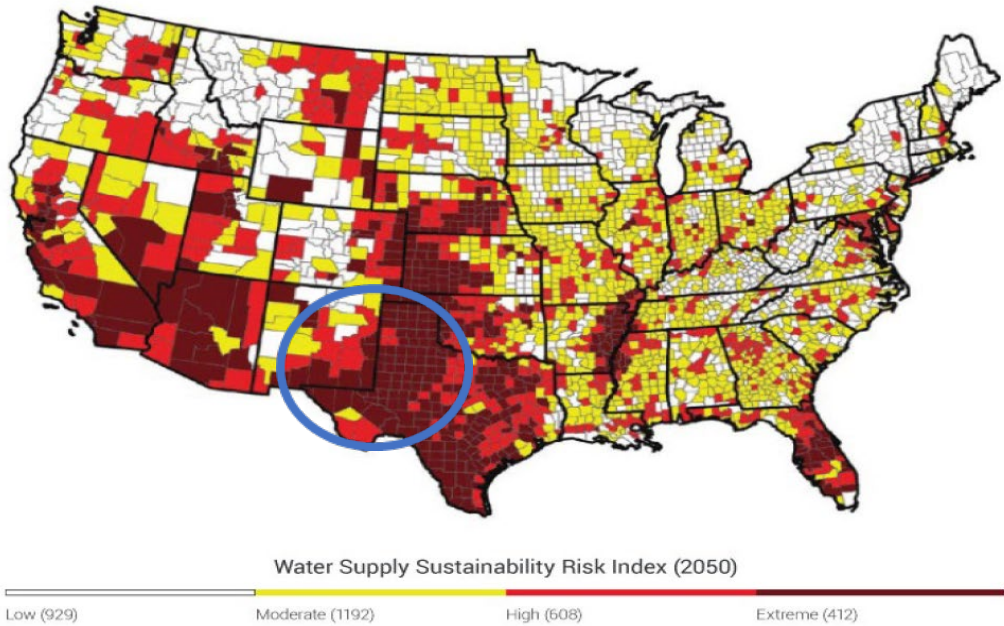 Water Supply Sustainability Risk Index (2050)
Low (929)
Moderate (1192)
High (608)
Extreme (412)